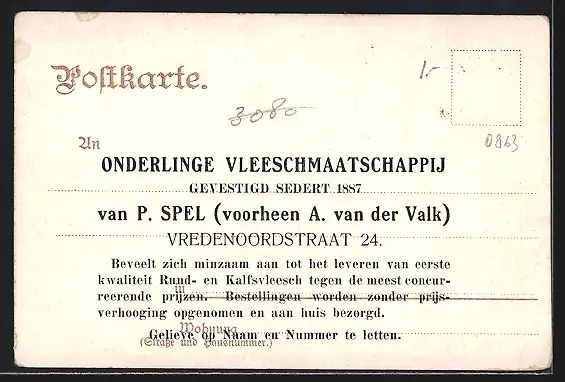 Postkarte.
1-
3080
0863
An
ONDERLINGE VLEESCHMAATSCHAPPIJ
GEVESTIGD SEDERT 1887
van P. SPEL (voorheen A. van der Valk)
VREDENOORDSTRAAT 24.
Beveelt zich minzaam aan tot het leveren van eerste
kwaliteit Rund- en Kalfsvleesch tegen de meest concur-
in
reerende prijzen. Bestellingen worden zonder prijs-
verhooging opgenomen en aan huis bezorgd.
Wohnung
Gelieve op Naam en Nummer te letten.
(Straße und Hausnummer.)